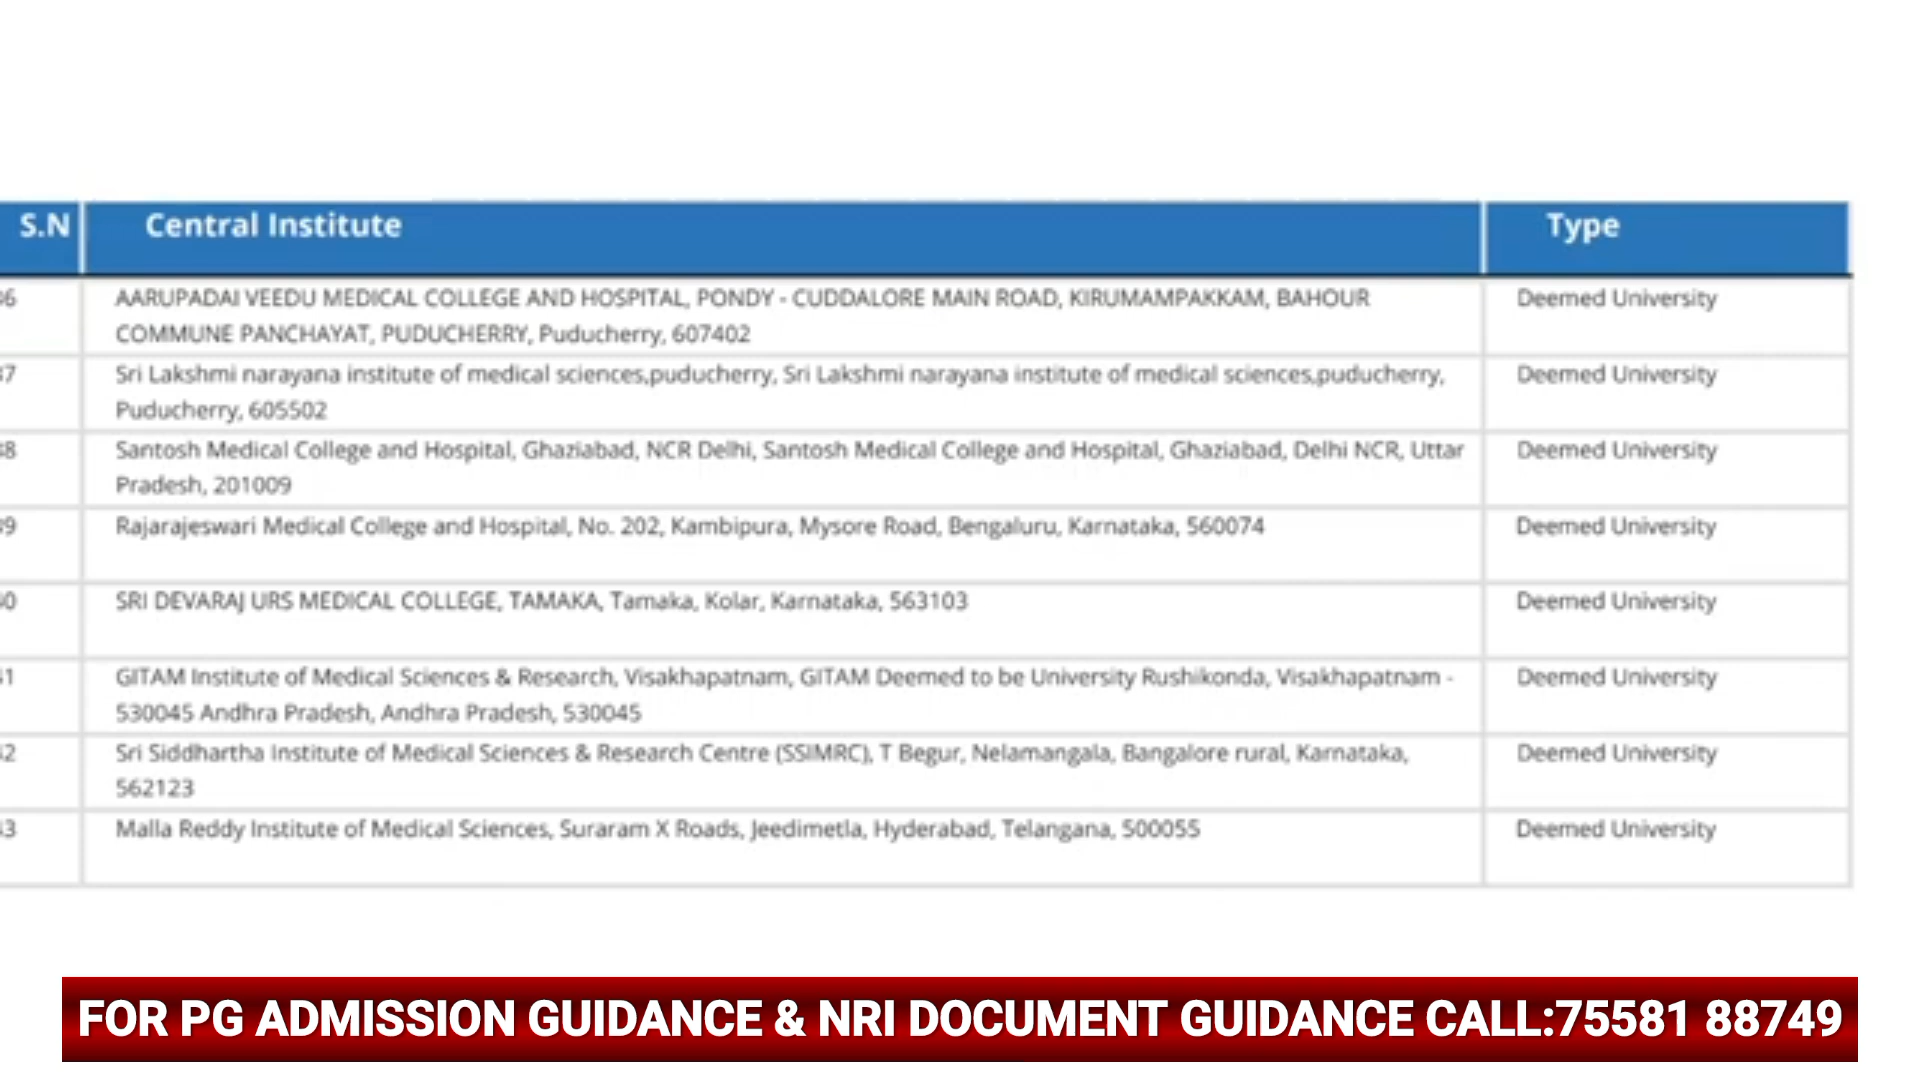 S.N Central Institute Type
6 AARUPADAI VEEDU MEDICAL COLLEGE AND HOSPITAL, PONDY - CUDDALORE MAIN ROAD, KIRUMAMPAKKAM, BAHOUR Deemed University
COMMUNE PANCHAYAT, PUDUCHERRY, Puducherry, 607402
7 Sri Lakshmi narayana institute of medical sciences,puducherry, Sri Lakshmi narayana institute of medical sciences,puducherry, Deemed University
Puducherry, 605502
8 Santosh Medical College and Hospital, Ghaziabad, NCR Delhi, Santosh Medical College and Hospital, Ghaziabad, Delhi NCR, Uttar Deemed University
Pradesh, 201009
9 Rajarajeswari Medical College and Hospital, No. 202, Kambipura, Mysore Road, Bengaluru, Karnataka, 560074 Deemed University
0 SRI DEVARAJ URS MEDICAL COLLEGE, TAMAKA, Tamaka, Kolar, Karnataka, 563103 Deemed University
1 GITAM Institute of Medical Sciences & Research, Visakhapatnam, GITAM Deemed to be University Rushikonda, Visakhapatnam - Deemed University
530045 Andhra Pradesh, Andhra Pradesh, 530045
2 Sri Siddhartha Institute of Medical Sciences & Research Centre (SSIMRC), T Begur, Nelamangala, Bangalore rural, Karnataka, Deemed University
562123
3 Malla Reddy Institute of Medical Sciences, Suraram X Roads, Jeedimetla, Hyderabad, Telangana, 500055 Deemed University
FOR PG ADMISSION GUIDANCE & NRI DOCUMENT GUIDANCE CALL:75581 88749